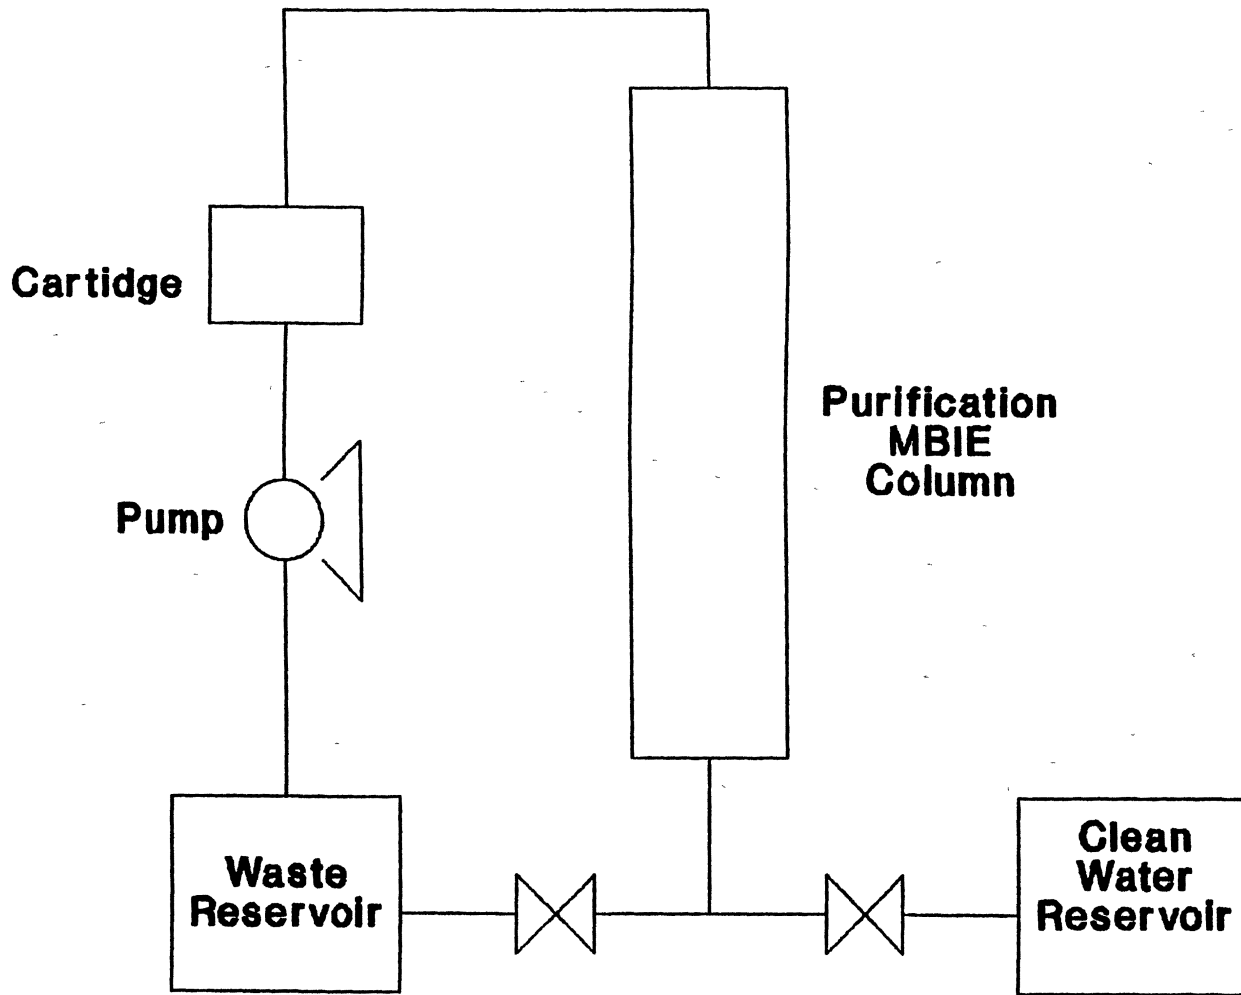 Cartidge
Pump
Purification
MBIE
Column
Waste
Reservoir
Clean
Water
Reservoir